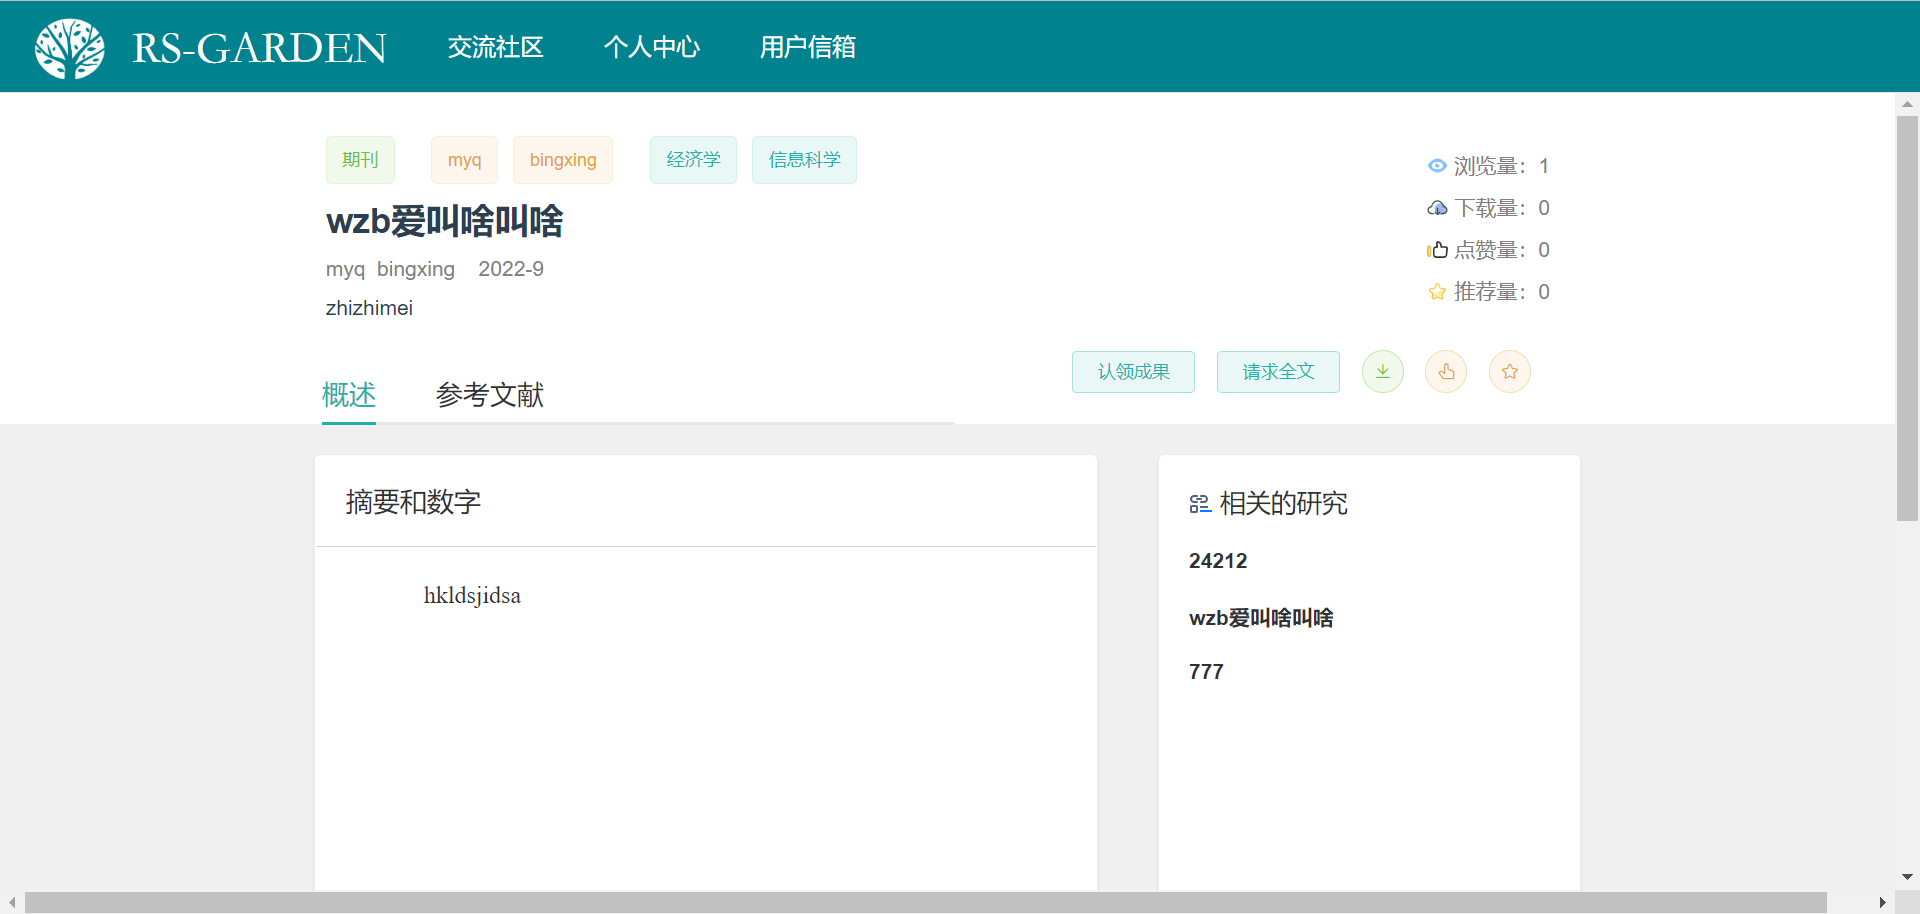 RS-GARDEN 交流社区 个人中心 用户信箱
期刊 myq bingxing 经济学 信息科学
wzb爱叫啥叫啥
myq bingxing 2022-9
zhizhimei
浏览量：1
下载量：0
点赞量：0
推荐量：0
认领成果 请求全文
概述 参考文献
摘要和数字
hkldsjidsa
相关的研究
24212
wzb爱叫啥叫啥
777